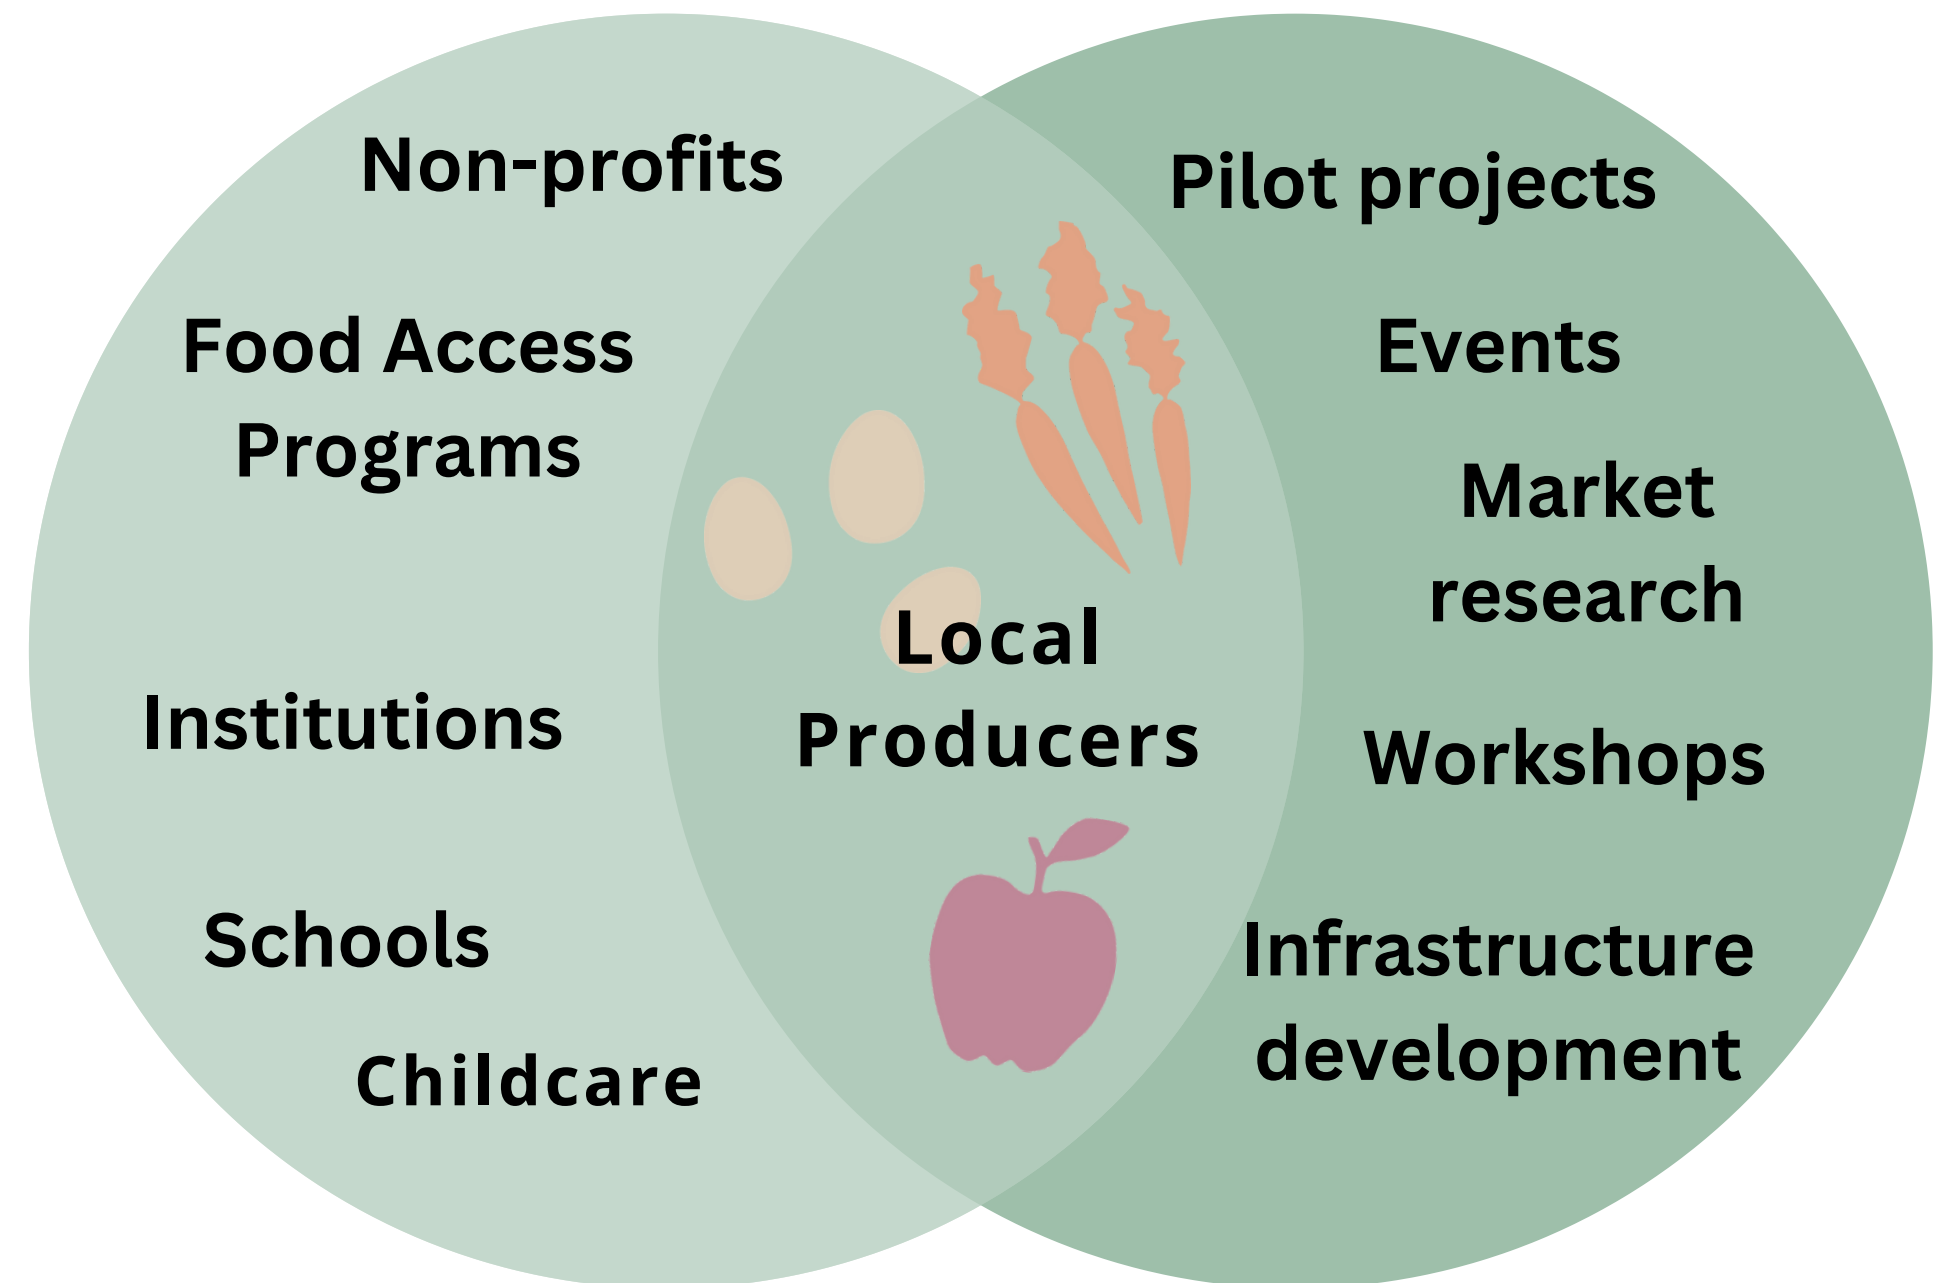 Non-profits
Food Access
Programs
Institutions
Schools
Childcare
Local
Producers
Pilot projects
Events
Market
research
Workshops
Infrastructure
development